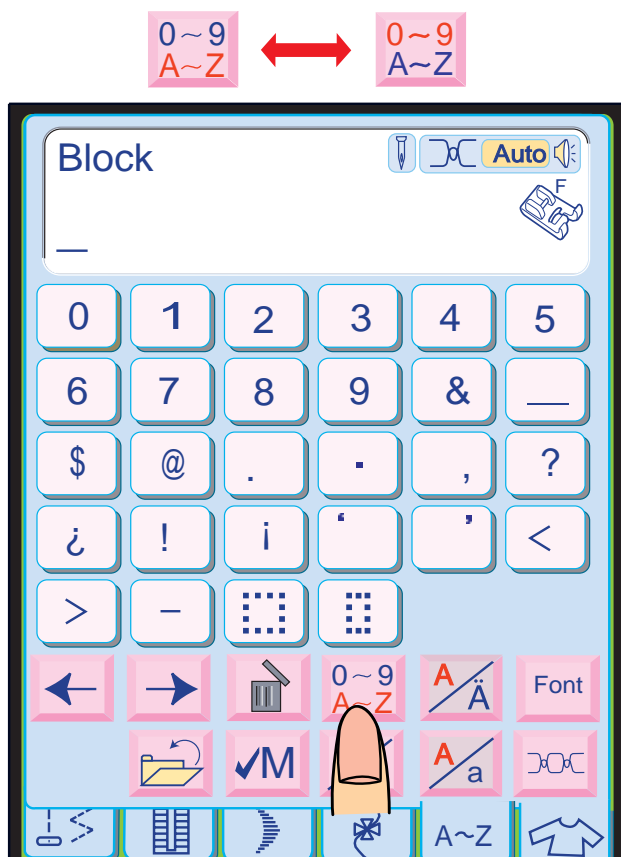 0~9 0~9
A~Z A~Z
Block Auto
F
_
0 1 2 3 4 5
6 7 8 9 & _
$ @ . · , ?
¿ ! ¡ ‘ ’ <
> –
0~9 A Ä Font
A~Z
✓M A a
A~Z